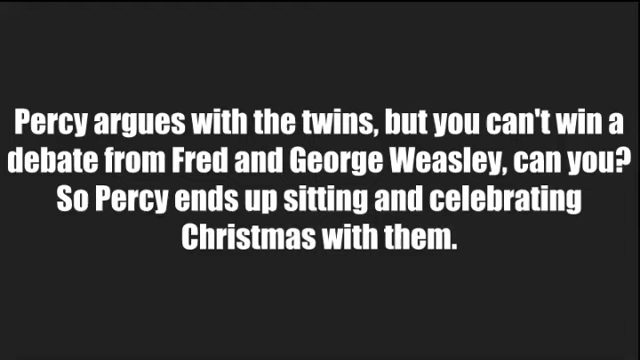 Percy argues with the twins, but you can't win a
debate from Fred and George Weasley, can you?
So Percy ends up sitting and celebrating
Christmas with them.